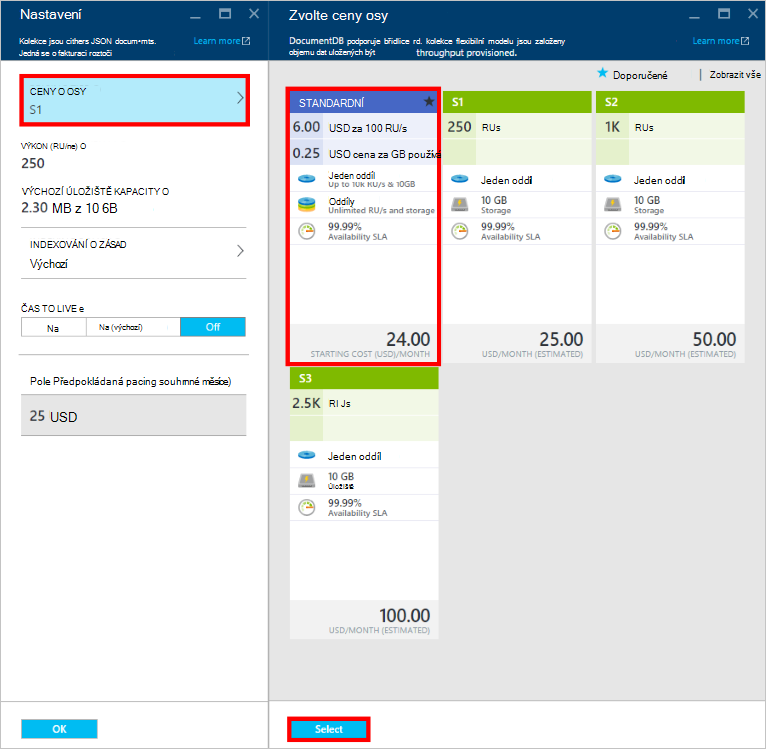 Nastavení
Kolekce jsou cithers JSON docum•mts.
Jedná se o fakturaci roztoči
Learn more
CENY O OSY
S1
VÝKON (RU/ne) O
250
VÝCHOZÍ ÚLOŽIŠTĚ KAPACITY O
2.30 MB z 10 6B
INDEXOVÁNÍ O ZÁSAD
Výchozí
ČAS TO LIVE e
Na
Na (výchozí)
Off
Pole Předpokládaná pacing souhrnné měsíce)
25 USD
OK
Zvolte ceny osy
DocumentDB podporuje břidlice rd. kolekce flexibilní modelu jsou založeny
objemu dat uložených být throughput provisioned.
Learn more
Doporučené | Zobrazit vše
STANDARDNÍ
6.00 USD za 100 RU/s
0.25 USO cena za GB používi
Jeden oddíl
Up to 10k RU/s & 10GB
Oddíly
Unlimited RU/s and storage
99.99%
Availability SLA
24.00
STARTING COST (USD)/MONTH
S1
250 RUs
Jeden oddíl
10 GB
Storage
99.99%
Availability SLA
25.00
USD/MONTH (ESTIMATED)
S2
1K RUs
Jeden oddíl
10 GB
Storage
99.99%
Availability SLA
50.00
USD/MONTH (ESTIMATED)
S3
2.5K RI Js
Jeden oddíl
10 GB
Úložiště
99.99%
Availability SLA
100.00
USD/MONTH (ESTIMATED)
Select